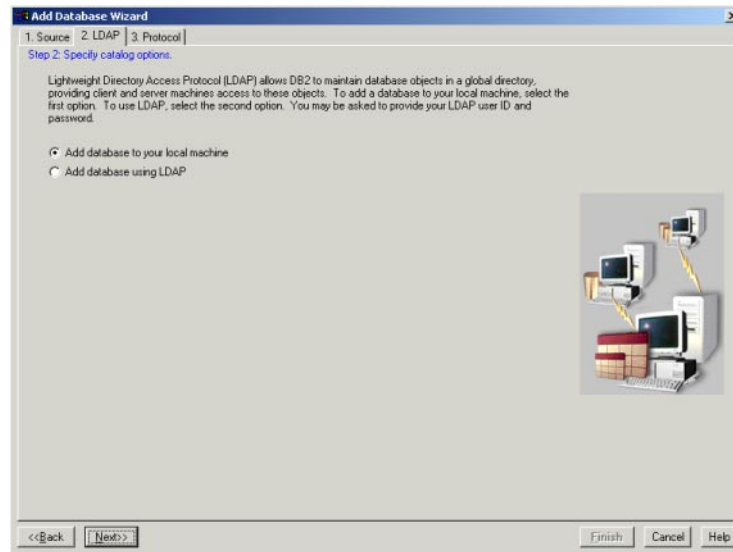 Add Database Wizard
1. Source 2. LDAP 3. Protocol
Step 2: Specify catalog options.
Lightweight Directory Access Protocol (LDAP) allows DB2 to maintain database objects in a global directory,
providing client and server machines access to these objects. To add a database to your local machine, select the
first option. To use LDAP, select the second option. You may be asked to provide your LDAP user ID and
password.
Add database to your local machine
Add database using LDAP
<<Back Next>> Finish Cancel Help